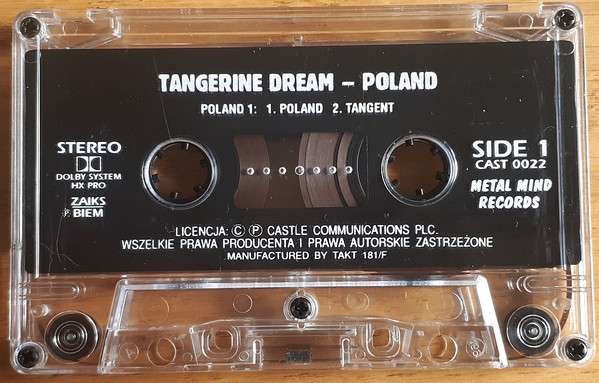 TANGERINE DREAM – POLAND
POLAND 1: 1. POLAND 2. TANGENT
STEREO
DOLBY SYSTEM
HX PRO
ZAIKS
℗ BIEM
SIDE 1
CAST 0022
METAL MIND
RECORDS
LICENCJA: © ℗ CASTLE COMMUNICATIONS PLC.
WSZELKIE PRAWA PRODUCENTA I PRAWA AUTORSKIE ZASTRZEŻONE
MANUFACTURED BY TAKT 181/F